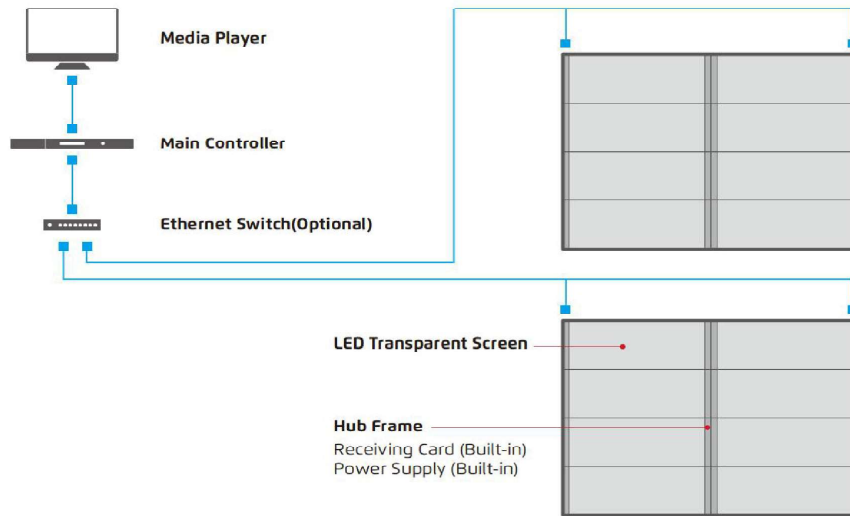 Media Player
Main Controller
Ethernet Switch(Optional)
LED Transparent Screen
Hub Frame
Receiving Card (Built-in)
Power Supply (Built-in)